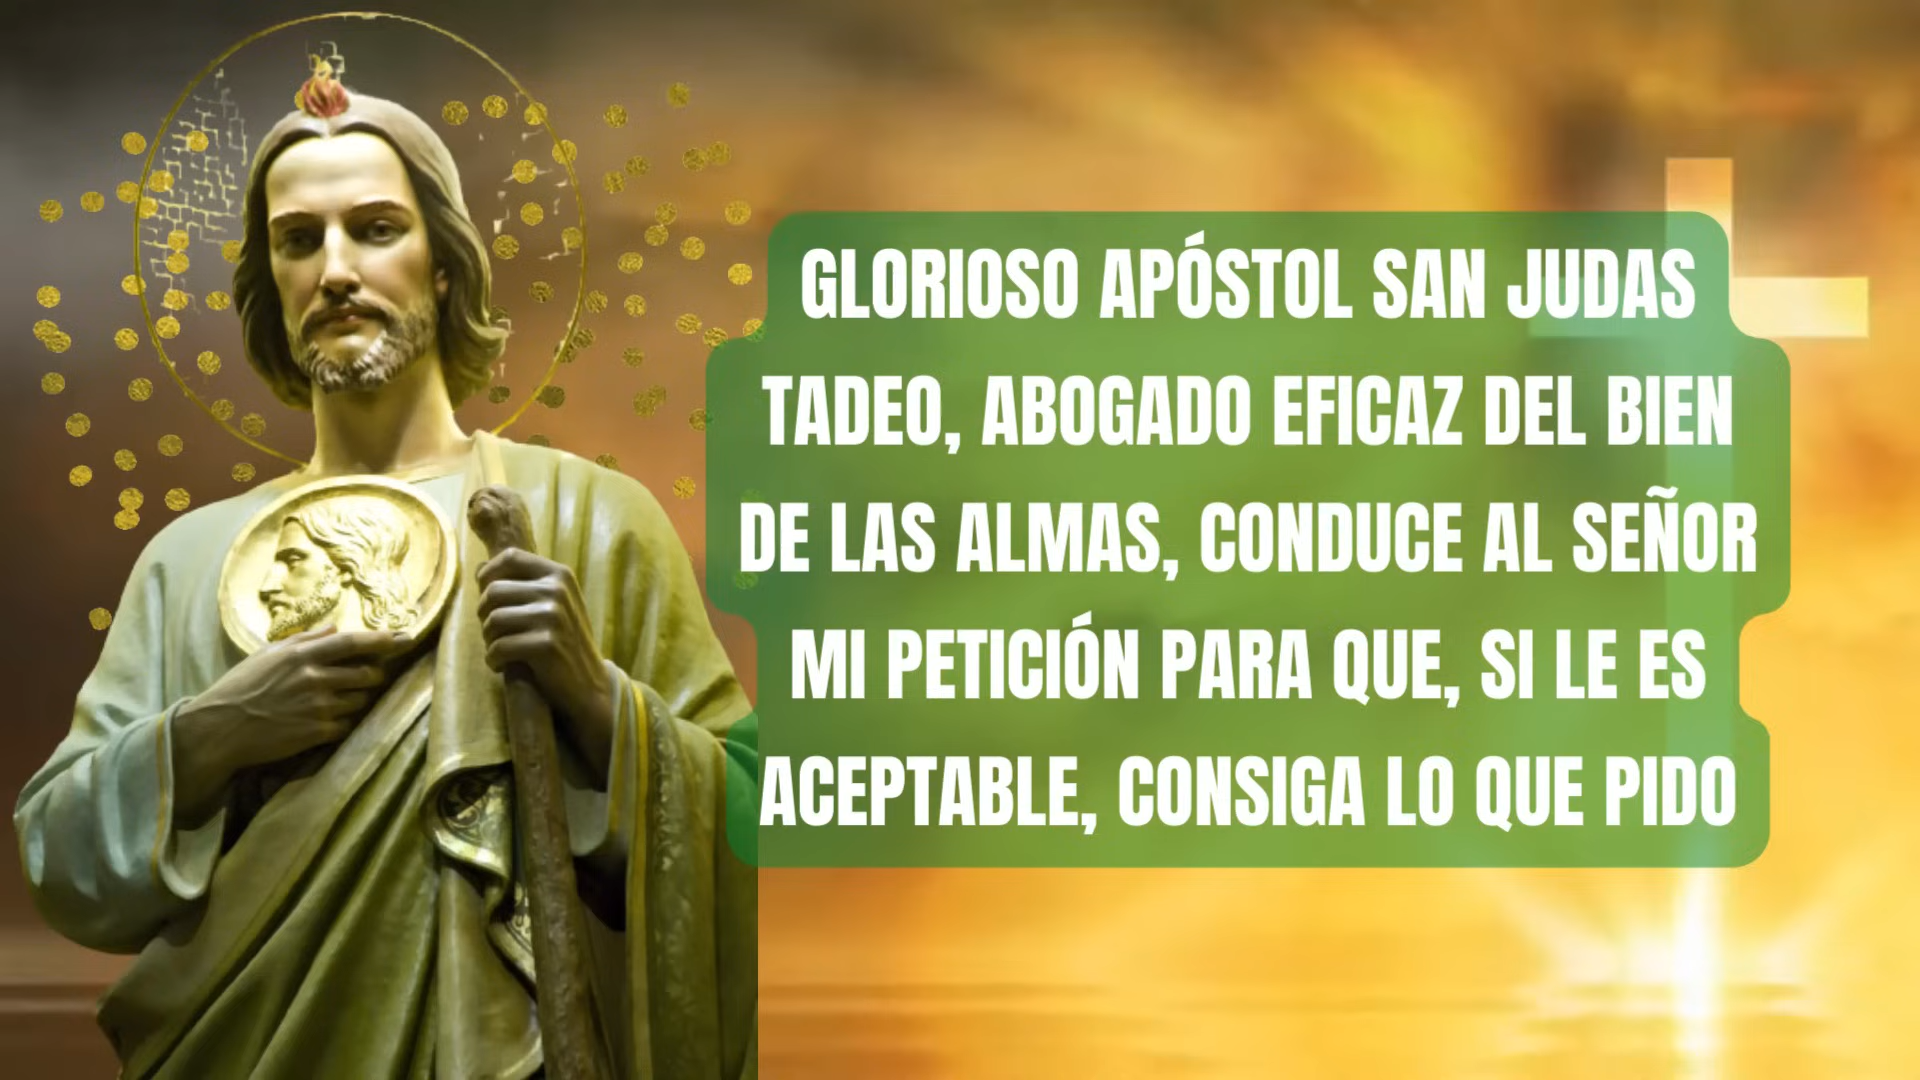 GLORIOSO APÓSTOL SAN JUDAS
TADEO, ABOGADO EFICAZ DEL BIEN
DE LAS ALMAS, CONDUCE AL SEÑOR
MI PETICIÓN PARA QUE, SI LE ES
ACEPTABLE, CONSIGA LO QUE PIDO